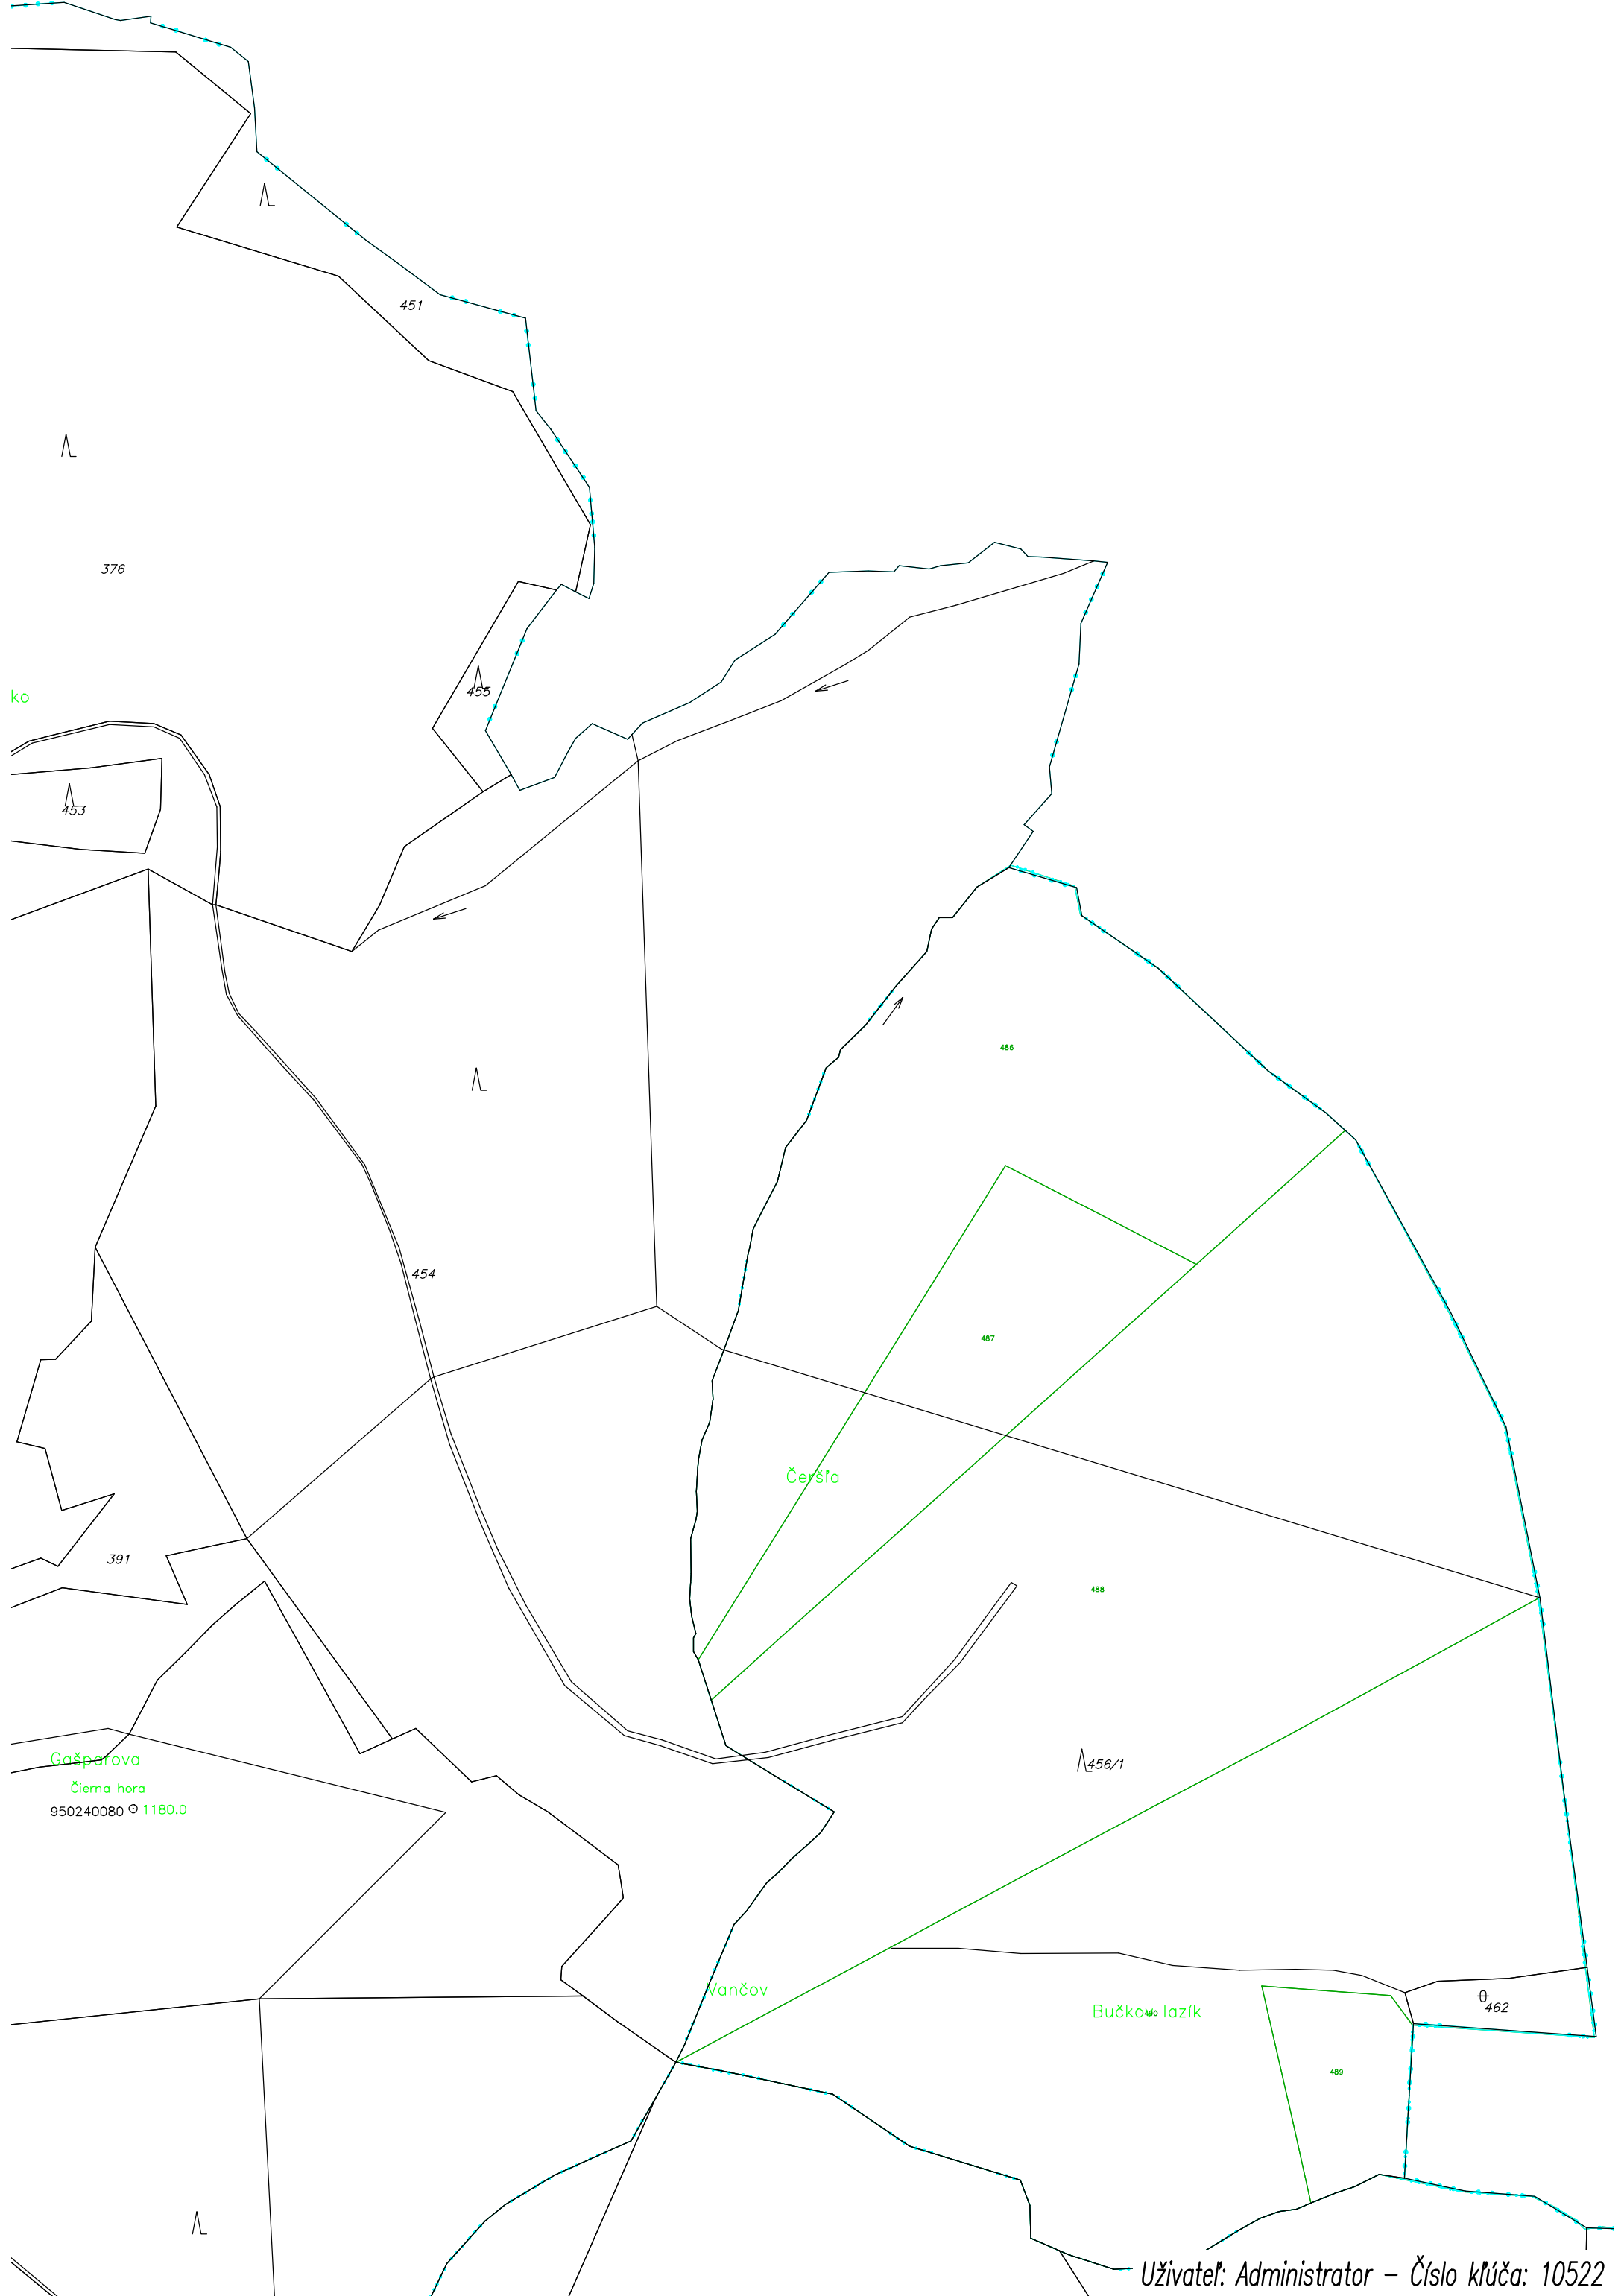 451
376
455
ko
453
486
454
487
Čeršľa
391
488
Gašparova
456/1
Čierna hora
950240080 1180.0
Vančov
462
Bučkov lazík
490
489
Užívateľ: Administrator – Číslo kľúča: 10522